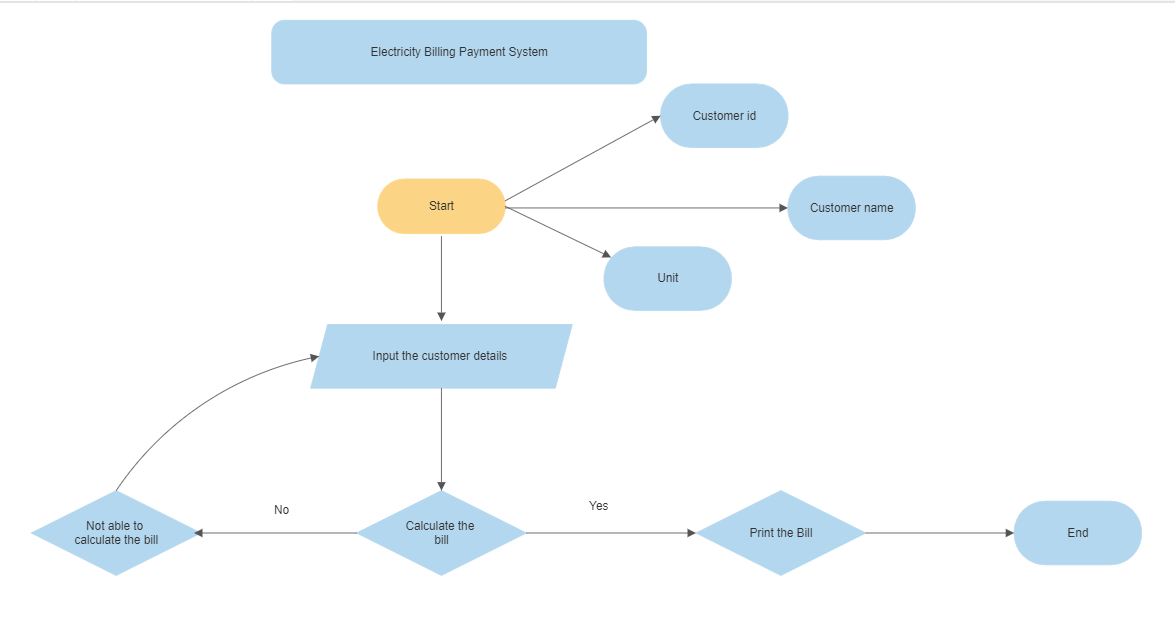 Electricity Billing Payment System
Customer id
Start
Customer name
Unit
Input the customer details
No
Yes
Not able to
calculate the bill
Calculate the
bill
Print the Bill
End